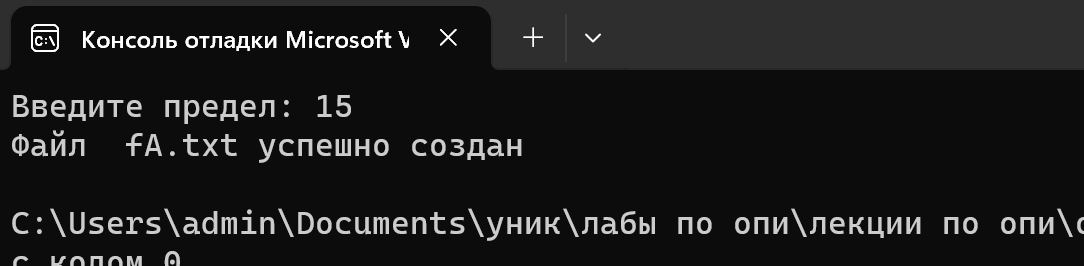 Консоль отладки Microsoft V
Введите предел: 15
Файл  fA.txt успешно создан
C:\Users\admin\Documents\уник\лабы по опи\лекции по опи\
с кодом 0